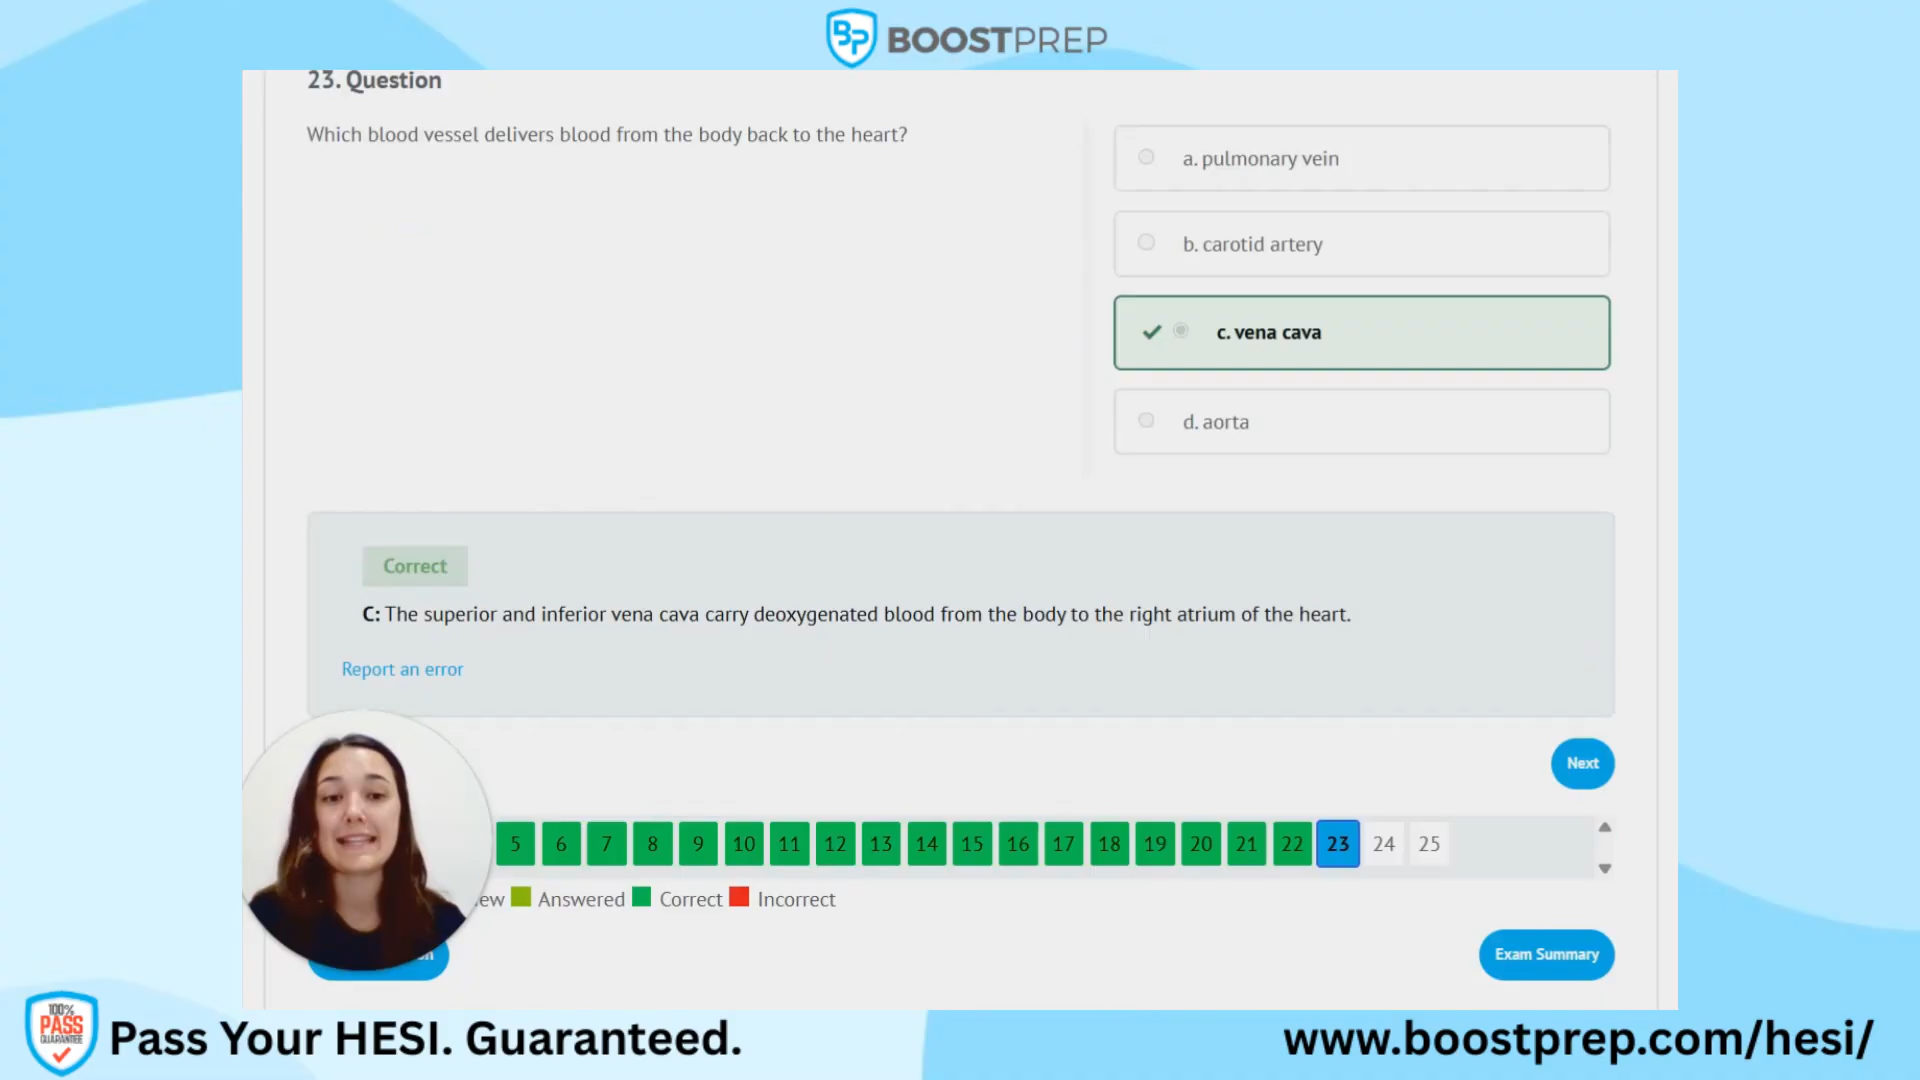 BP BOOSTPREP
23. Question
Which blood vessel delivers blood from the body back to the heart?
a. pulmonary vein
b. carotid artery
c. vena cava
d. aorta
Correct
C: The superior and inferior vena cava carry deoxygenated blood from the body to the right atrium of the heart.
Report an error
Next
5 6 7 8 9 10 11 12 13 14 15 16 17 18 19 20 21 22 23 24 25
ew Answered Correct Incorrect
Exam Summary
100%
PASS
GUARANTEE
Pass Your HESI. Guaranteed.
www.boostprep.com/hesi/